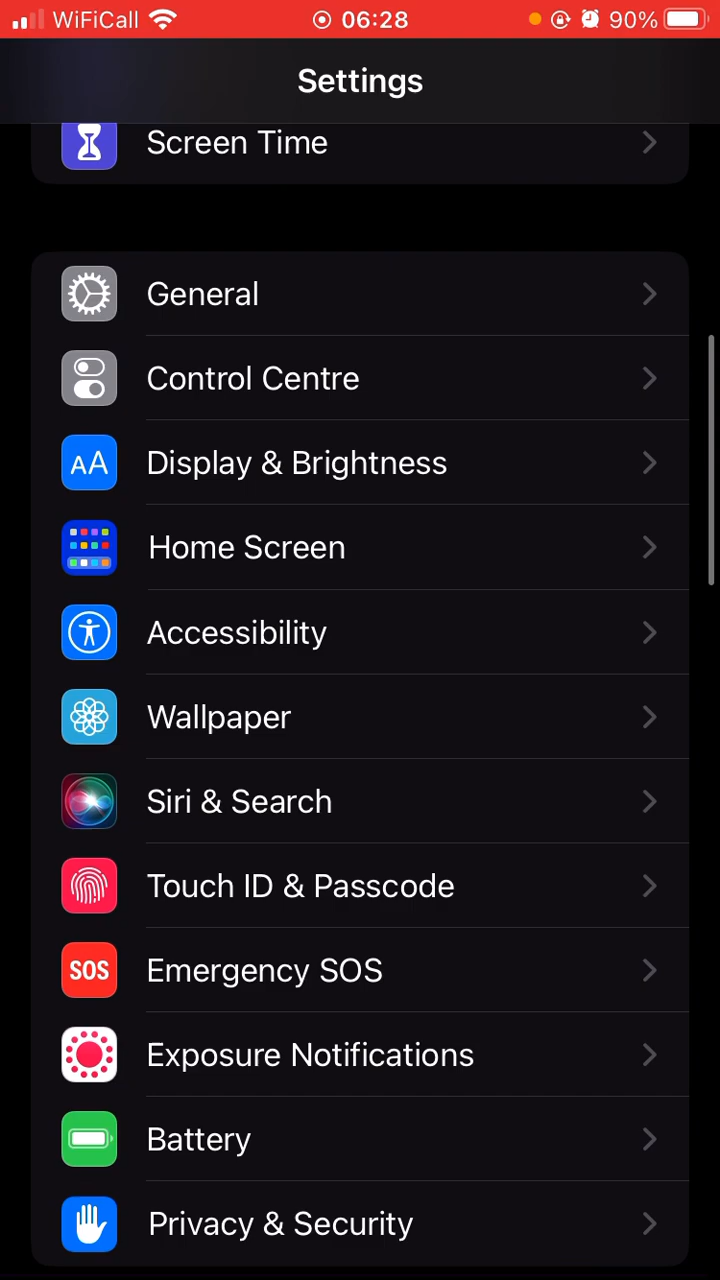 WiFiCall 06:28 90%
Settings
Screen Time
General
Control Centre
AA Display & Brightness
Home Screen
Accessibility
Wallpaper
Siri & Search
Touch ID & Passcode
SOS Emergency SOS
Exposure Notifications
Battery
Privacy & Security